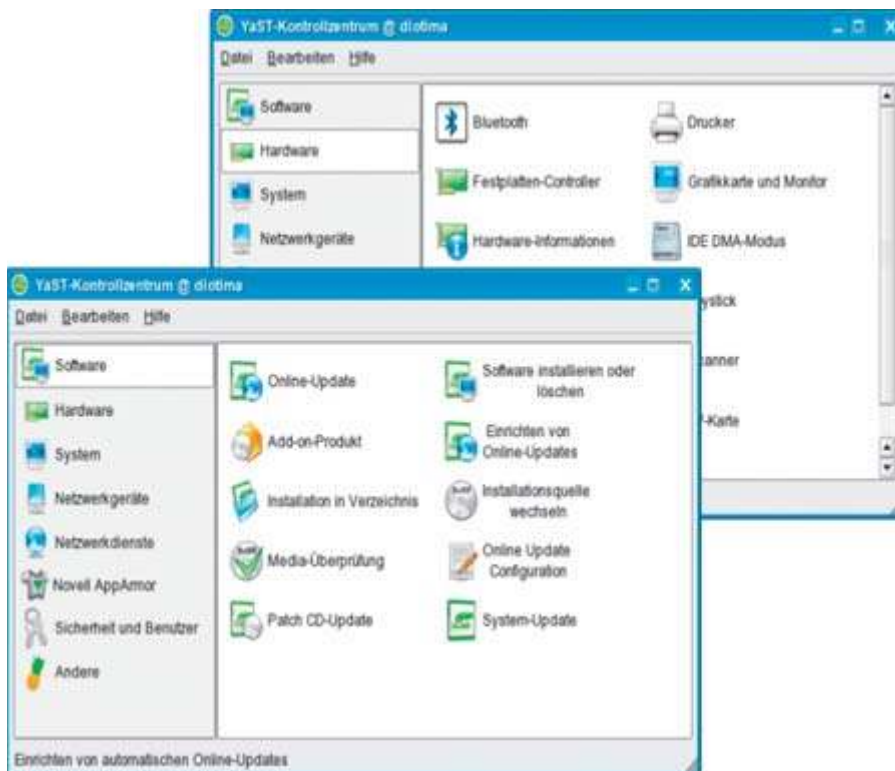 YaST-Kontrollzentrum @ diotima
Datei Bearbeiten Hilfe
Software
Hardware
System
Netzwerkgeräte
Bluetooth
Drucker
Festplatten-Controller
Grafikkarte und Monitor
Hardware-Informationen
IDE DMA-Modus
YaST-Kontrollzentrum @ diotima
Datei Bearbeiten Hilfe
Software
Hardware
System
Netzwerkgeräte
Netzwerkdienste
Novell AppArmor
Sicherheit und Benutzer
Andere
Online-Update
Software installieren oder
löschen
Add-on-Produkt
Einrichten von
Online-Updates
Installation in Verzeichnis
Installationsquelle
wechseln
Media-Überprüfung
Online Update
Configuration
Patch CD-Update
System-Update
Einrichten von automatischen Online-Updates